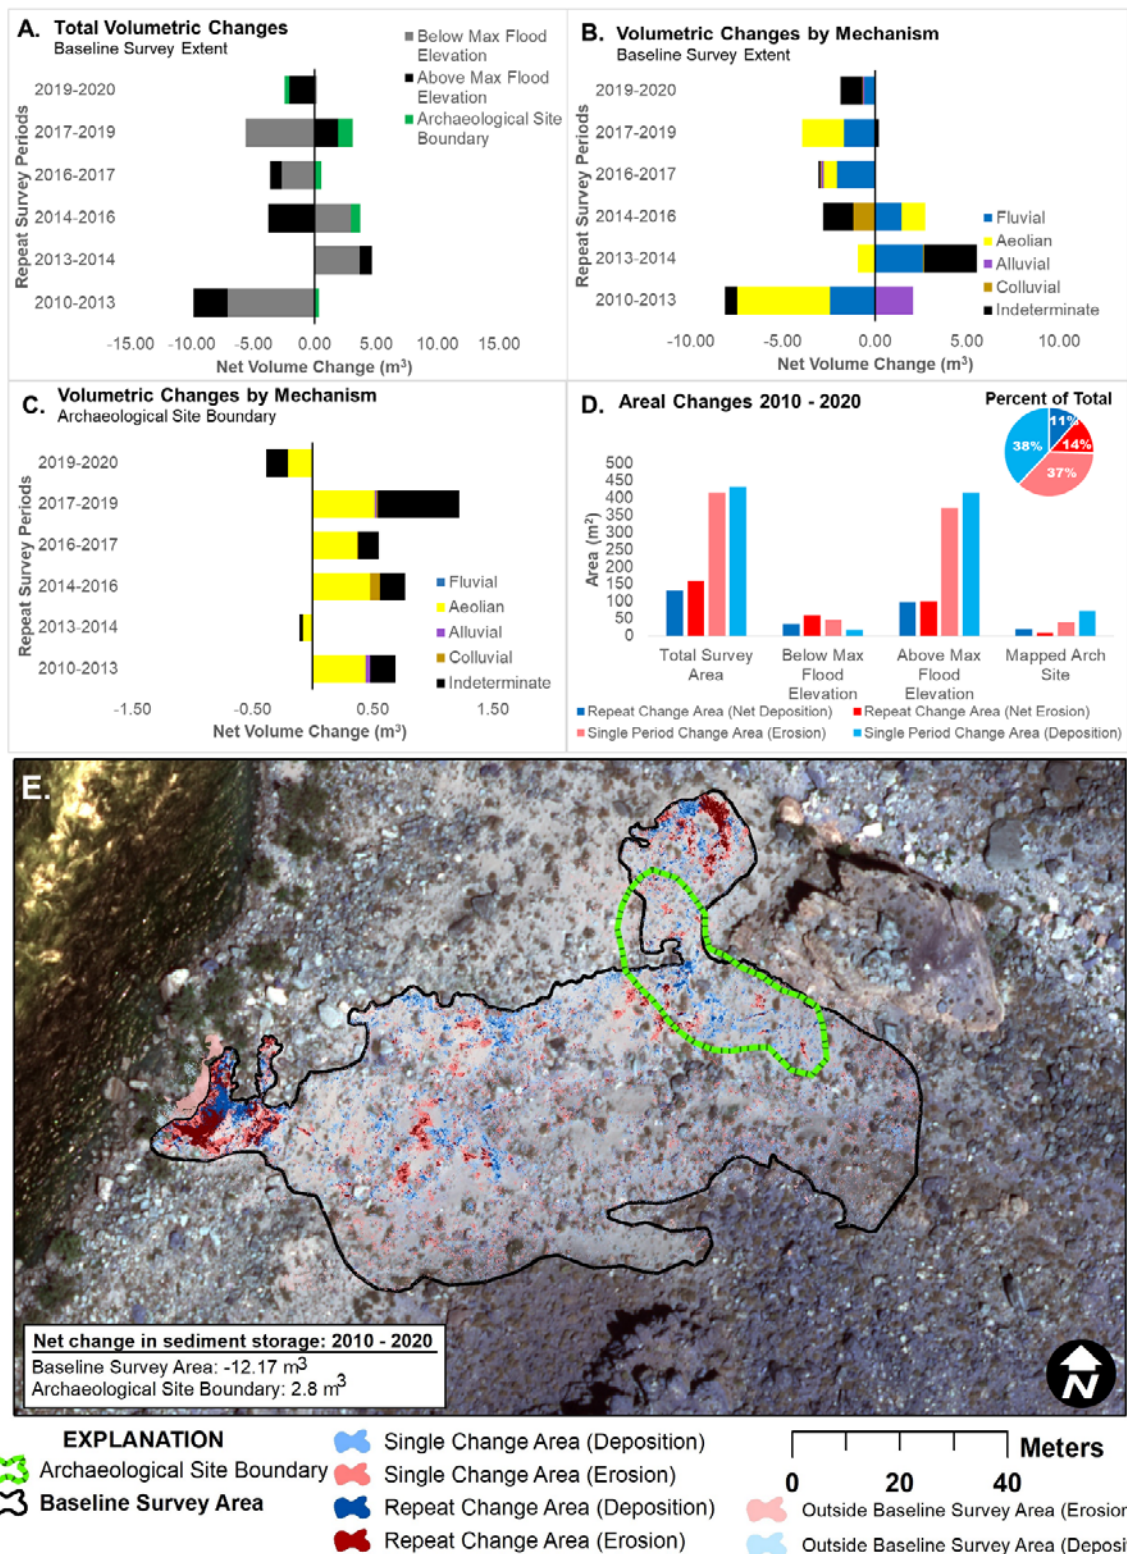 A. Total Volumetric Changes
Baseline Survey Extent
Below Max Flood
Elevation
Above Max Flood
Elevation
Archaeological Site
Boundary
Repeat Survey Periods
2019-2020
2017-2019
2016-2017
2014-2016
2013-2014
2010-2013
-15.00 -10.00 -5.00 0.00 5.00 10.00 15.00
Net Volume Change (m³)
B. Volumetric Changes by Mechanism
Baseline Survey Extent
Repeat Survey Periods
2019-2020
2017-2019
2016-2017
2014-2016
2013-2014
2010-2013
Fluvial
Aeolian
Alluvial
Colluvial
Indeterminate
-10.00 -5.00 0.00 5.00 10.00
Net Volume Change (m³)
C. Volumetric Changes by Mechanism
Archaeological Site Boundary
Repeat Survey Periods
2019-2020
2017-2019
2016-2017
2014-2016
2013-2014
2010-2013
Fluvial
Aeolian
Alluvial
Colluvial
Indeterminate
-1.50 -0.50 0.50 1.50
Net Volume Change (m³)
D. Areal Changes 2010 - 2020
Percent of Total
11%
14%
37%
38%
Area (m²)
500
450
400
350
300
250
200
150
100
50
0
Total Survey
Area
Below Max
Flood
Elevation
Above Max
Flood
Elevation
Mapped Arch
Site
Repeat Change Area (Net Deposition)
Repeat Change Area (Net Erosion)
Single Period Change Area (Erosion)
Single Period Change Area (Deposition)
E.
Net change in sediment storage: 2010 - 2020
Baseline Survey Area: -12.17 m³
Archaeological Site Boundary: 2.8 m³
N
EXPLANATION
Archaeological Site Boundary
Baseline Survey Area
Single Change Area (Deposition)
Single Change Area (Erosion)
Repeat Change Area (Deposition)
Repeat Change Area (Erosion)
Meters
0 20 40
Outside Baseline Survey Area (Erosion
Outside Baseline Survey Area (Deposit